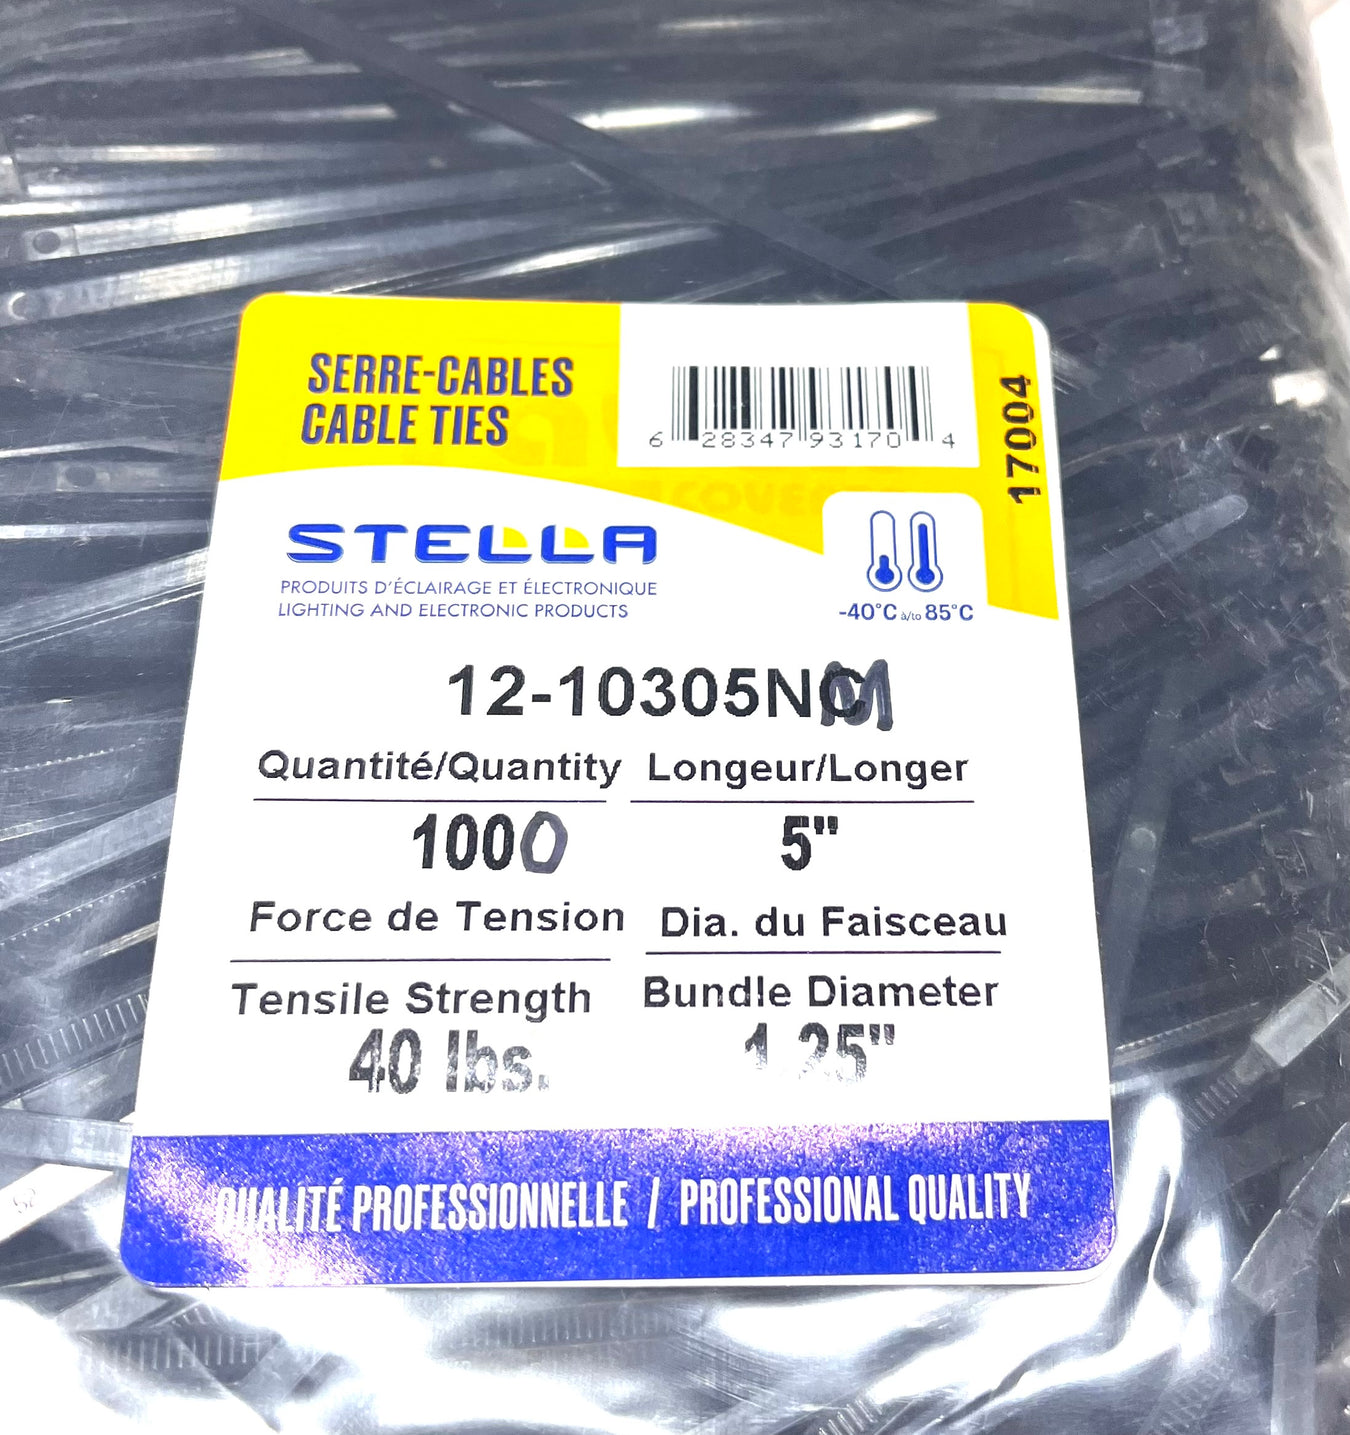 SERRE-CABLES
CABLE TIES
6 28347 93170 4
17004
STELLA
PRODUITS D'ÉCLAIRAGE ET ÉLECTRONIQUE
LIGHTING AND ELECTRONIC PRODUCTS
-40°C à/to 85°C
12-10305NM
Quantité/Quantity Longeur/Longer
1000 5"
Force de Tension Dia. du Faisceau
Tensile Strength Bundle Diameter
40 lbs. 1.25"
QUALITÉ PROFESSIONNELLE / PROFESSIONAL QUALITY